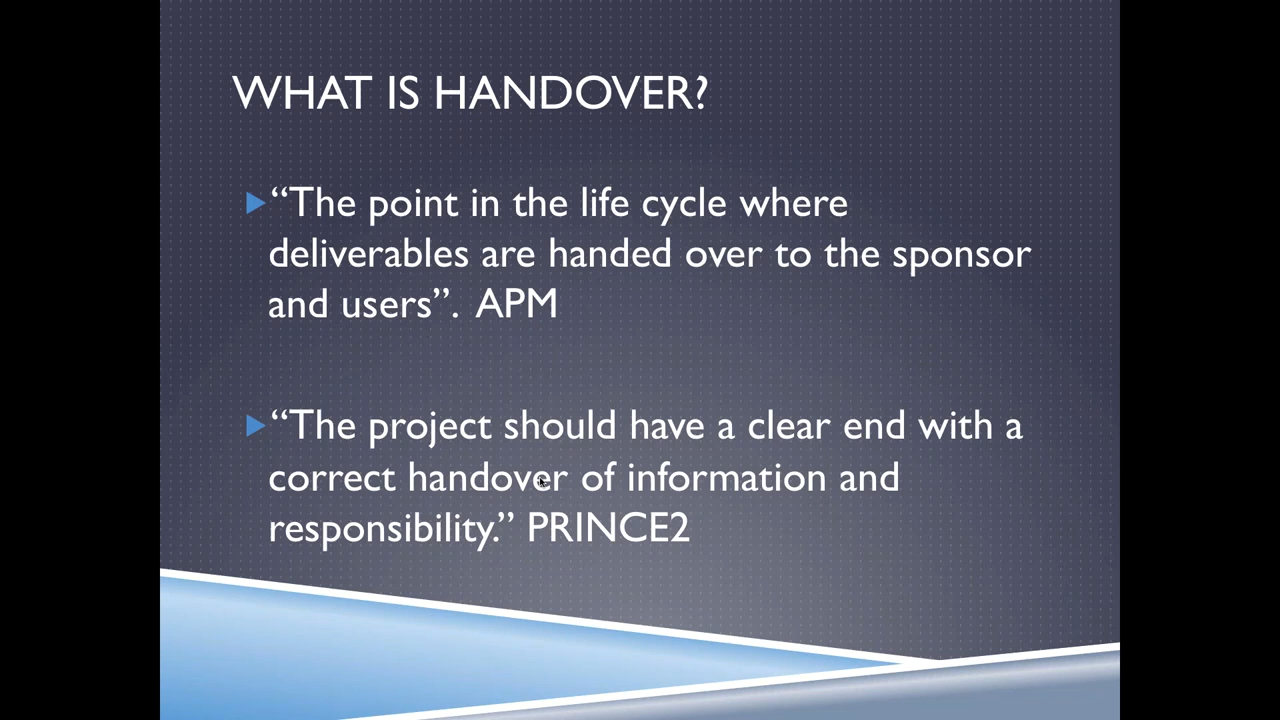 WHAT IS HANDOVER?
“The point in the life cycle where
deliverables are handed over to the sponsor
and users”.  APM
“The project should have a clear end with a
correct handover of information and
responsibility.” PRINCE2